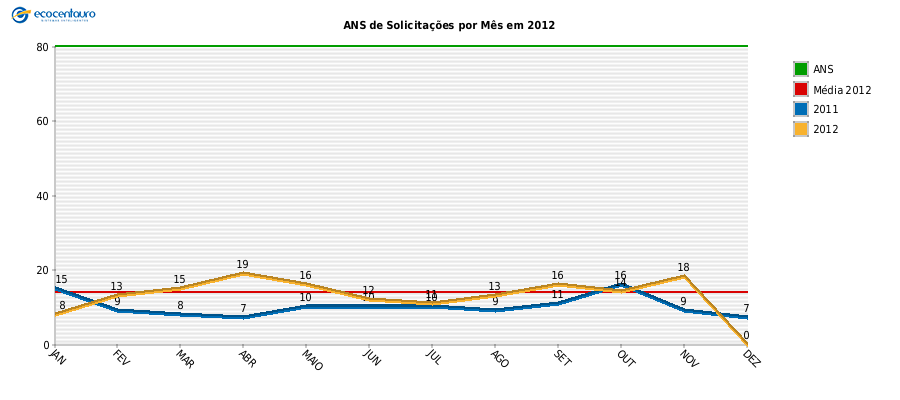 ecocentauro
ANS de Solicitações por Mês em 2012
80
60
40
20
0
ANS
Média 2012
2011
2012
15 9 8 7 10 10 10 9 11 16 9 7
8 13 15 19 16 12 11 13 16 14 18 0
JAN FEV MAR ABR MAIO JUN JUL AGO SET OUT NOV DEZ